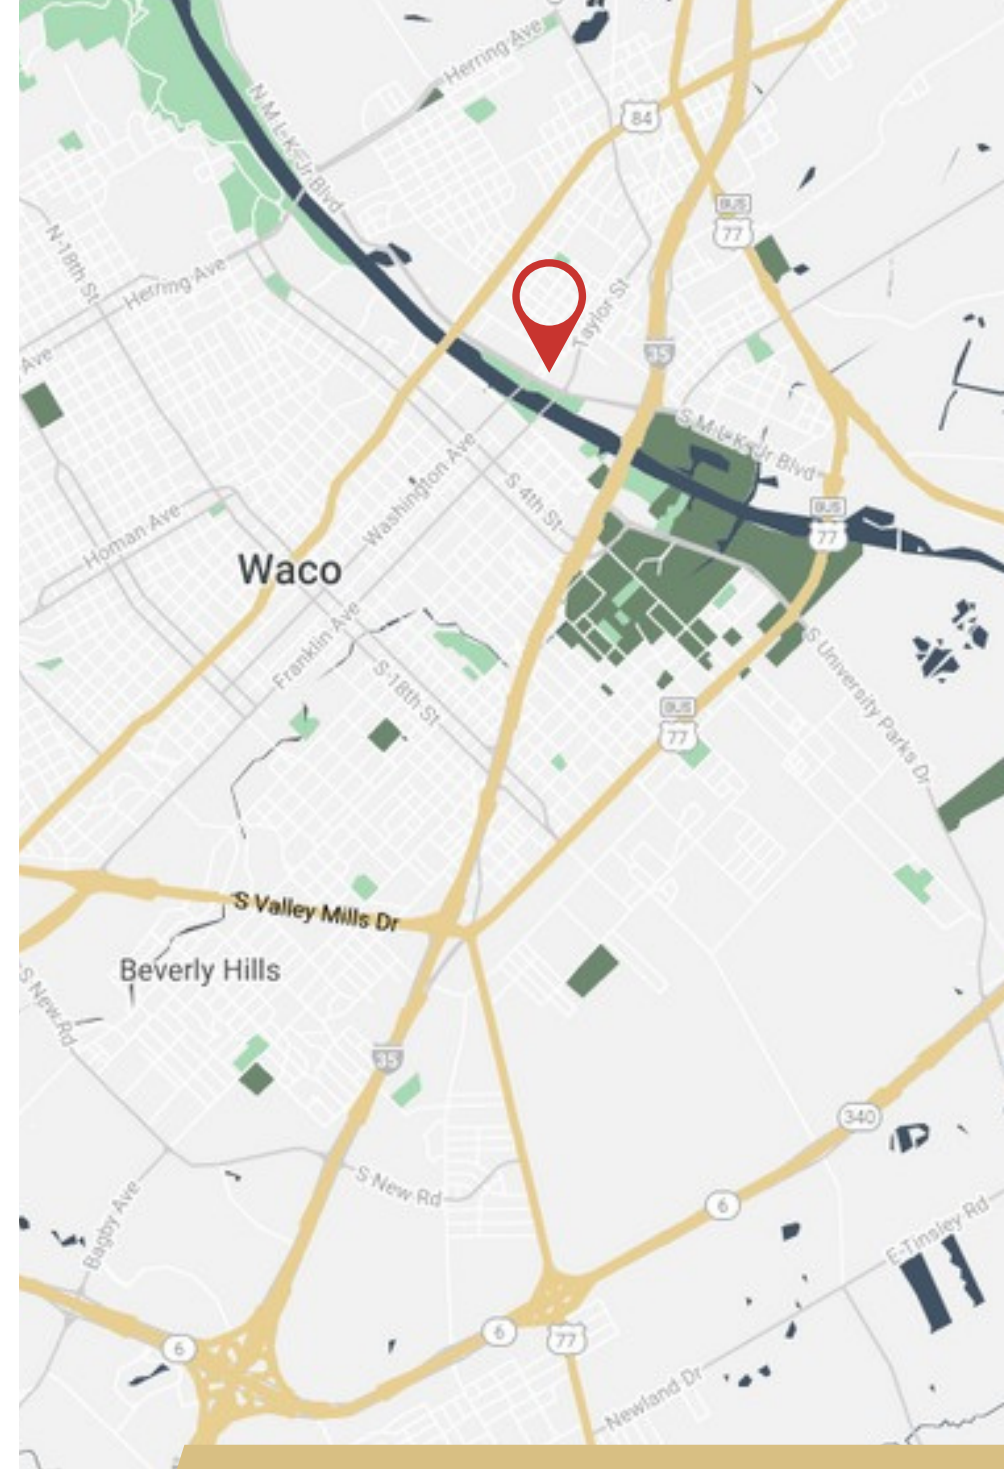 Herring Ave
N M-L-K-Jr Blvd
84
BUS
77
N-18th St
Herring Ave
Taylor St
Ave
35
S M-L-K-Jr Blvd
Washington Ave
S 4th St
BUS
77
Homan Ave
Waco
Franklin Ave
S-18th St
S University Parks Dr
BUS
77
S Valley Mills Dr
Beverly Hills
S New Rd
35
340
S New Rd
6
Bagby Ave
E-Tinsley Rd
6
77
6
Newland Dr